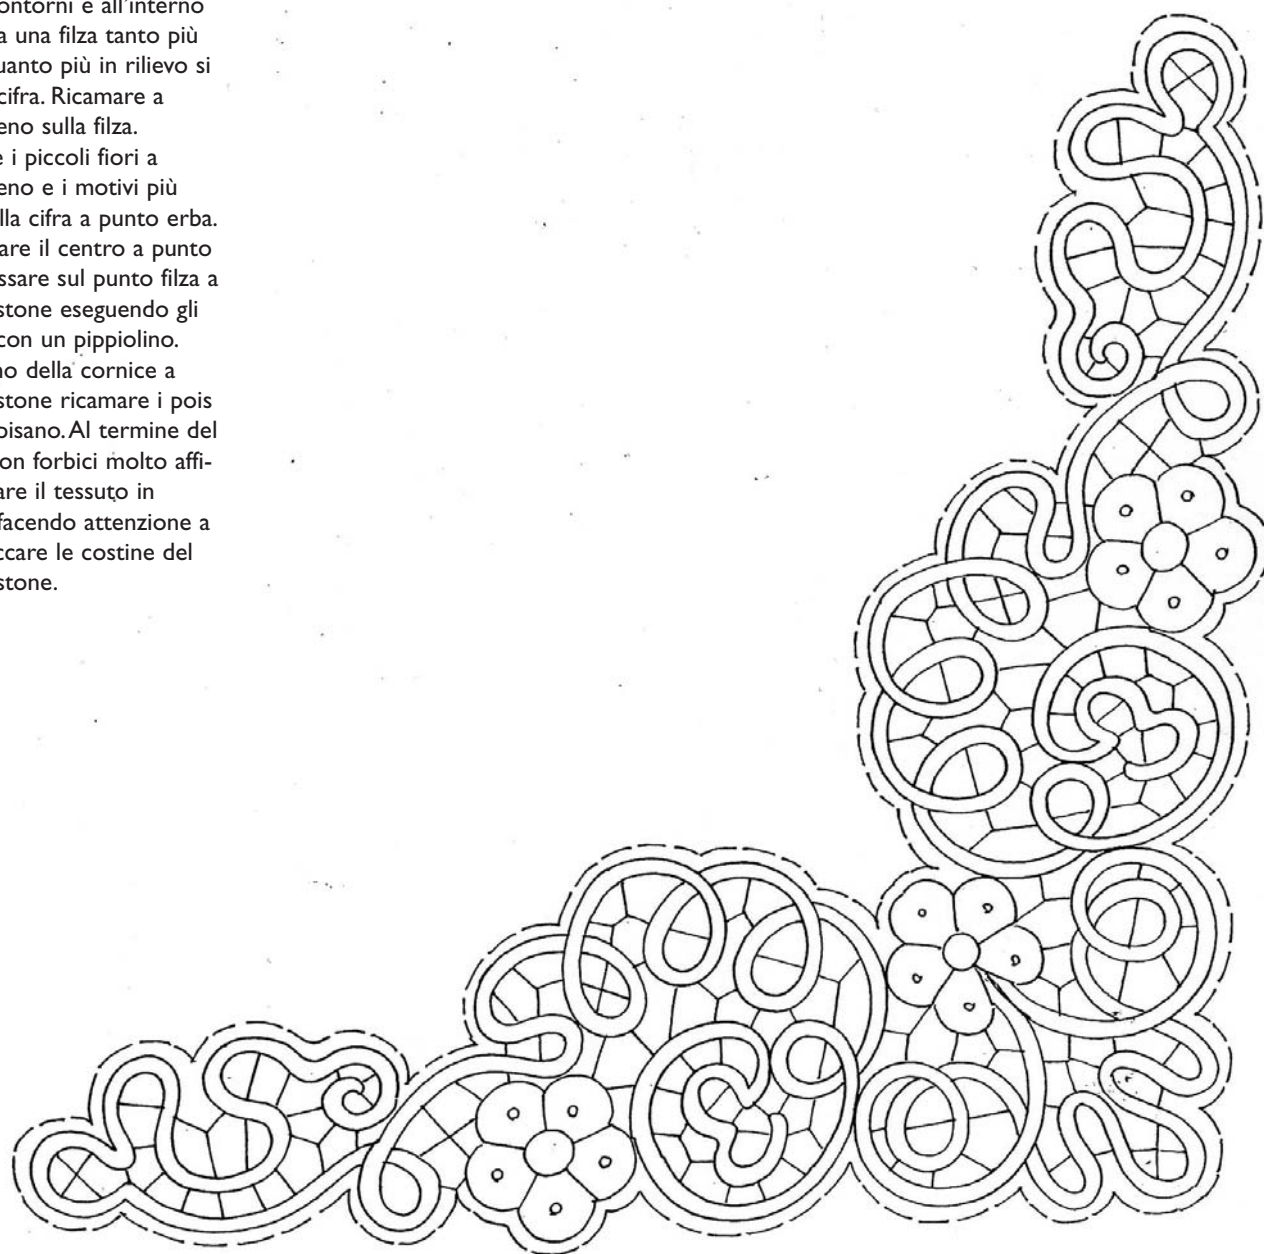 ontorni e all'interno
a una filza tanto più
uanto più in rilievo si
cifra. Ricamare a
eno sulla filza.
e i piccoli fiori a
eno e i motivi più
lla cifra a punto erba.
are il centro a punto
ssare sul punto filza a
stone eseguendo gli
con un pippiolino.
no della cornice a
stone ricamare i pois
pisano. Al termine del
on forbici molto affi-
are il tessuto in
facendo attenzione a
ccare le costine del
stone.